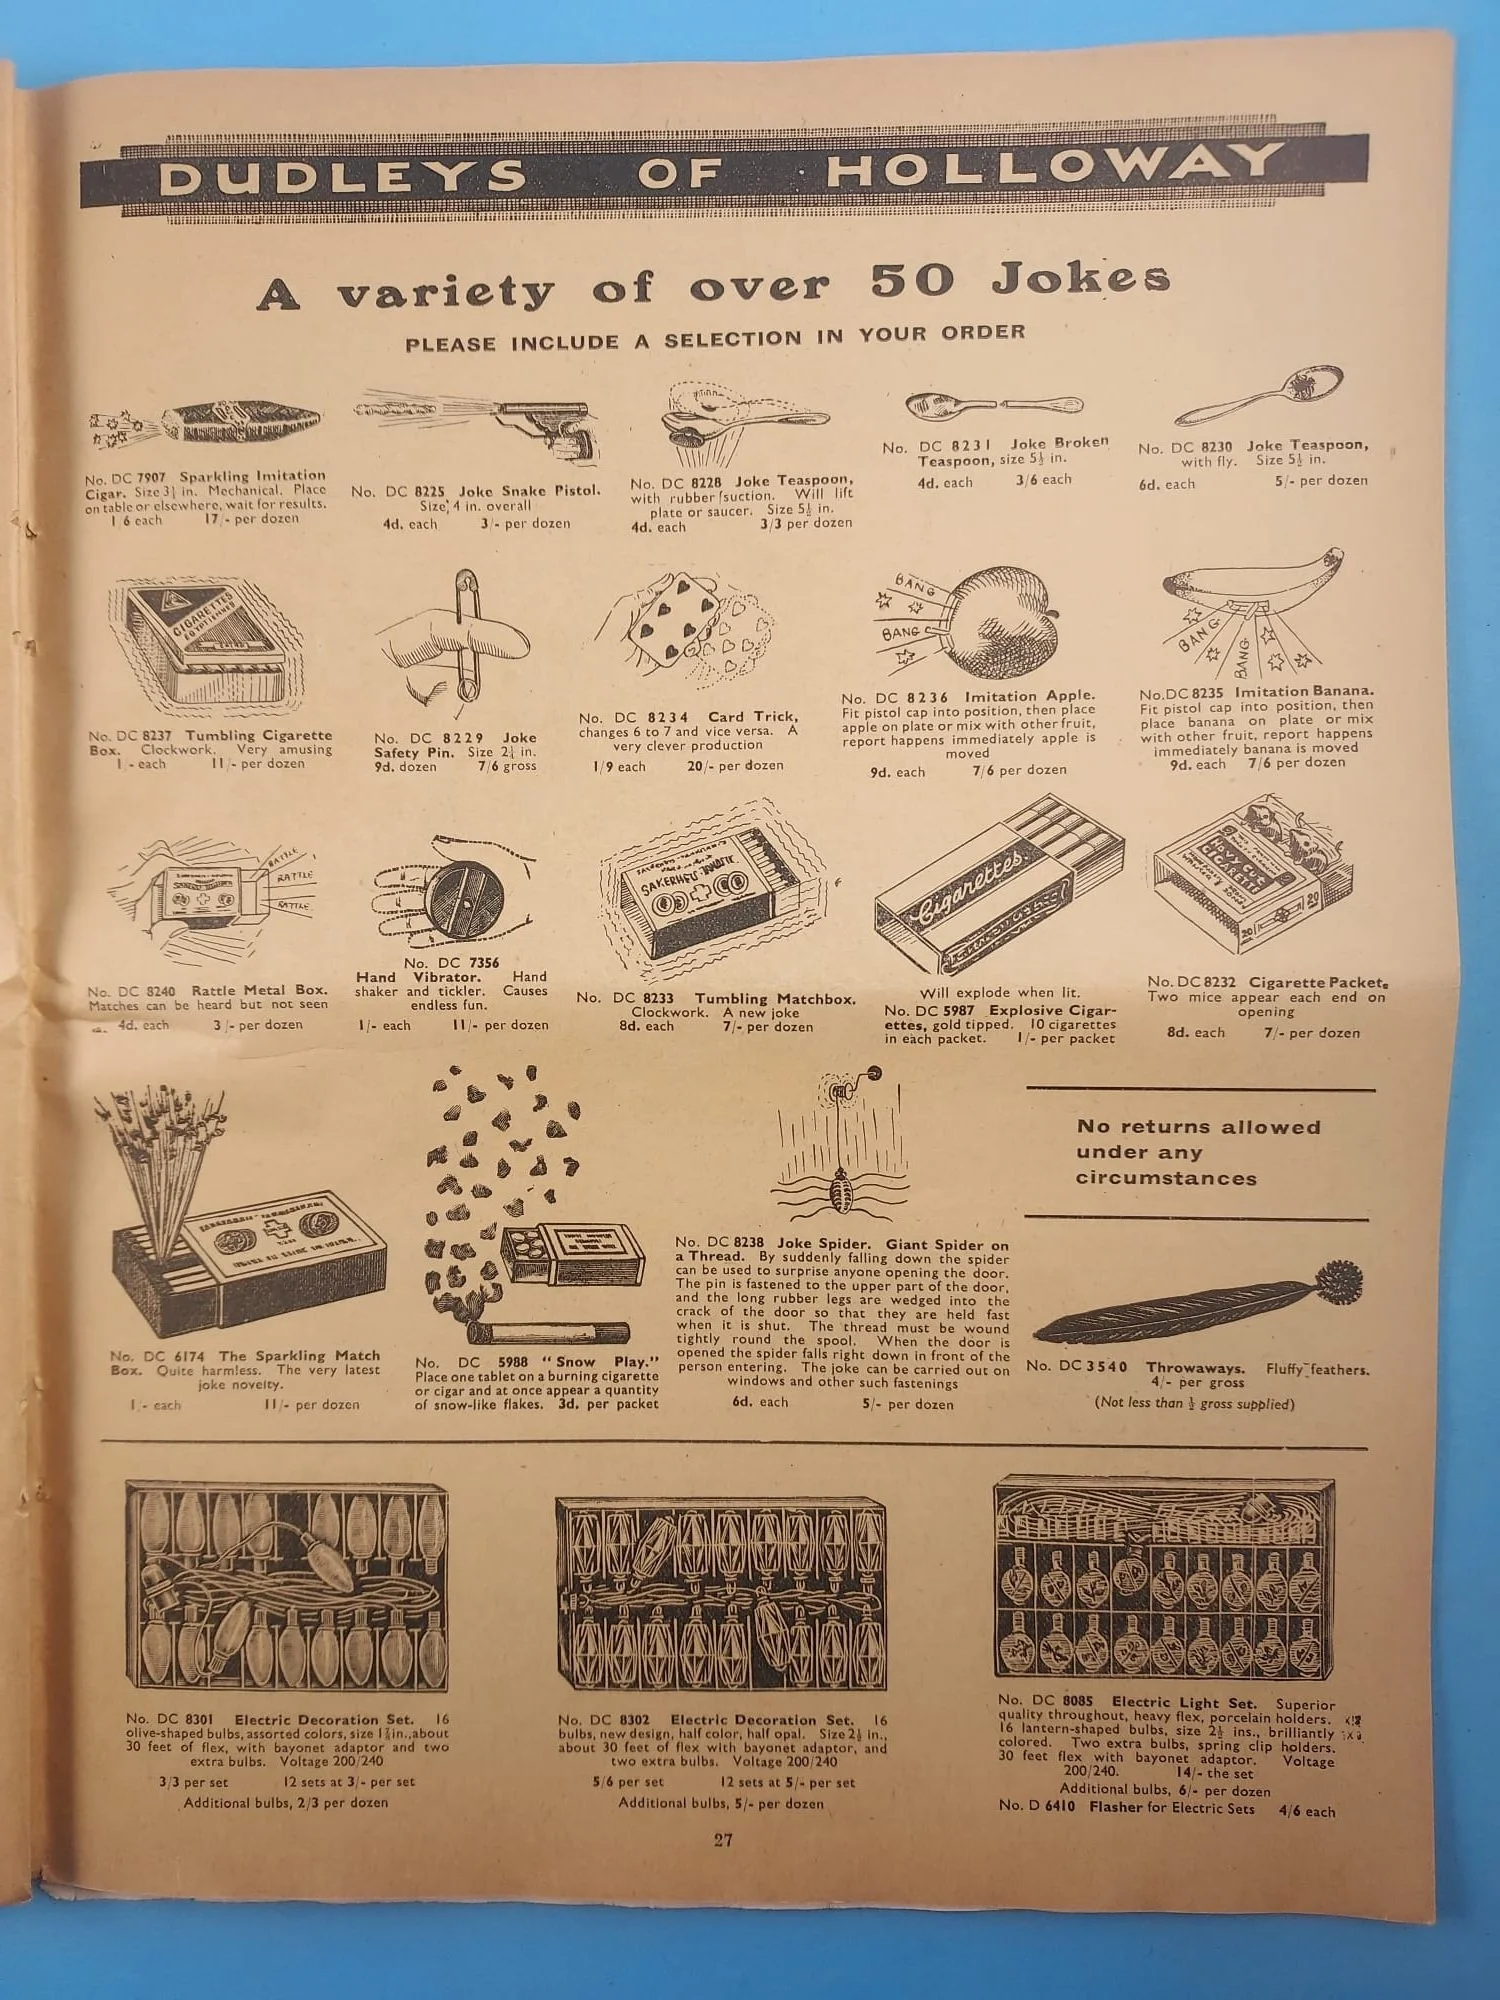 DUDLEYS OF HOLLOWAY
A variety of over 50 Jokes
PLEASE INCLUDE A SELECTION IN YOUR ORDER
No. DC 7907 Sparkling Imitation
Cigar. Size 3½ in. Mechanical. Place
on table or elsewhere, wait for results.
1 6 each 17/- per dozen
No. DC 8225 Joke Snake Pistol.
Size 4 in. overall
4d. each 3/- per dozen
No. DC 8228 Joke Teaspoon,
with rubber suction. Will lift
plate or saucer. Size 5½ in.
4d. each 3/3 per dozen
No. DC 8231 Joke Broken
Teaspoon, size 5½ in.
4d. each 3/6 each
No. DC 8230 Joke Teaspoon,
with fly. Size 5½ in.
6d. each 5/- per dozen
CIGARETTES
EGYPTIENNES
No. DC 8237 Tumbling Cigarette
Box. Clockwork. Very amusing
1/- each 11/- per dozen
No. DC 8229 Joke
Safety Pin. Size 2¼ in.
9d. dozen 7/6 gross
No. DC 8234 Card Trick,
changes 6 to 7 and vice versa. A
very clever production
1/9 each 20/- per dozen
BANG
BANG
No. DC 8236 Imitation Apple.
Fit pistol cap into position, then place
apple on plate or mix with other fruit,
report happens immediately apple is
moved
9d. each 7/6 per dozen
BANG
BANG
No. DC 8235 Imitation Banana.
Fit pistol cap into position, then
place banana on plate or mix
with other fruit, report happens
immediately banana is moved
9d. each 7/6 per dozen
RATTLE
RATTLE
RATTLE
No. DC 8240 Rattle Metal Box.
Matches can be heard but not seen
4d. each 3/- per dozen
No. DC 7356
Hand Vibrator. Hand
shaker and tickler. Causes
endless fun.
1/- each 11/- per dozen
No. DC 8233 Tumbling Matchbox.
Clockwork. A new joke
8d. each 7/- per dozen
Cigarettes
Will explode when lit.
No. DC 5987 Explosive Cigar-
ettes, gold tipped. 10 cigarettes
in each packet. 1/- per packet
20
20
No. DC 8232 Cigarette Packet.
Two mice appear each end on
opening
8d. each 7/- per dozen
No. DC 6174 The Sparkling Match
Box. Quite harmless. The very latest
joke novelty.
1/- each 11/- per dozen
No. DC 5988 "Snow Play."
Place one tablet on a burning cigarette
or cigar and at once appear a quantity
of snow-like flakes. 3d. per packet
No. DC 8238 Joke Spider. Giant Spider on
a Thread. By suddenly falling down the spider
can be used to surprise anyone opening the door.
The pin is fastened to the upper part of the door,
and the long rubber legs are wedged into the
crack of the door so that they are held fast
when it is shut. The thread must be wound
tightly round the spool. When the door is
opened the spider falls right down in front of the
person entering. The joke can be carried out on
windows and other such fastenings
6d. each 5/- per dozen
No returns allowed
under any
circumstances
No. DC 3540 Throwaways. Fluffy feathers.
4/- per gross
(Not less than ½ gross supplied)
No. DC 8301 Electric Decoration Set. 16
olive-shaped bulbs, assorted colors, size 1⅞in., about
30 feet of flex, with bayonet adaptor and two
extra bulbs. Voltage 200/240
3/3 per set 12 sets at 3/- per set
Additional bulbs, 2/3 per dozen
No. DC 8302 Electric Decoration Set. 16
bulbs, new design, half color, half opal. Size 2½ in.,
about 30 feet of flex with bayonet adaptor, and
two extra bulbs. Voltage 200/240
5/6 per set 12 sets at 5/- per set
Additional bulbs, 5/- per dozen
No. DC 8085 Electric Light Set. Superior
quality throughout, heavy flex, porcelain holders.
16 lantern-shaped bulbs, size 2½ ins., brilliantly
colored. Two extra bulbs, spring clip holders.
30 feet flex with bayonet adaptor. Voltage
200/240. 14/- the set
Additional bulbs, 6/- per dozen
No. D 6410 Flasher for Electric Sets 4/6 each
27